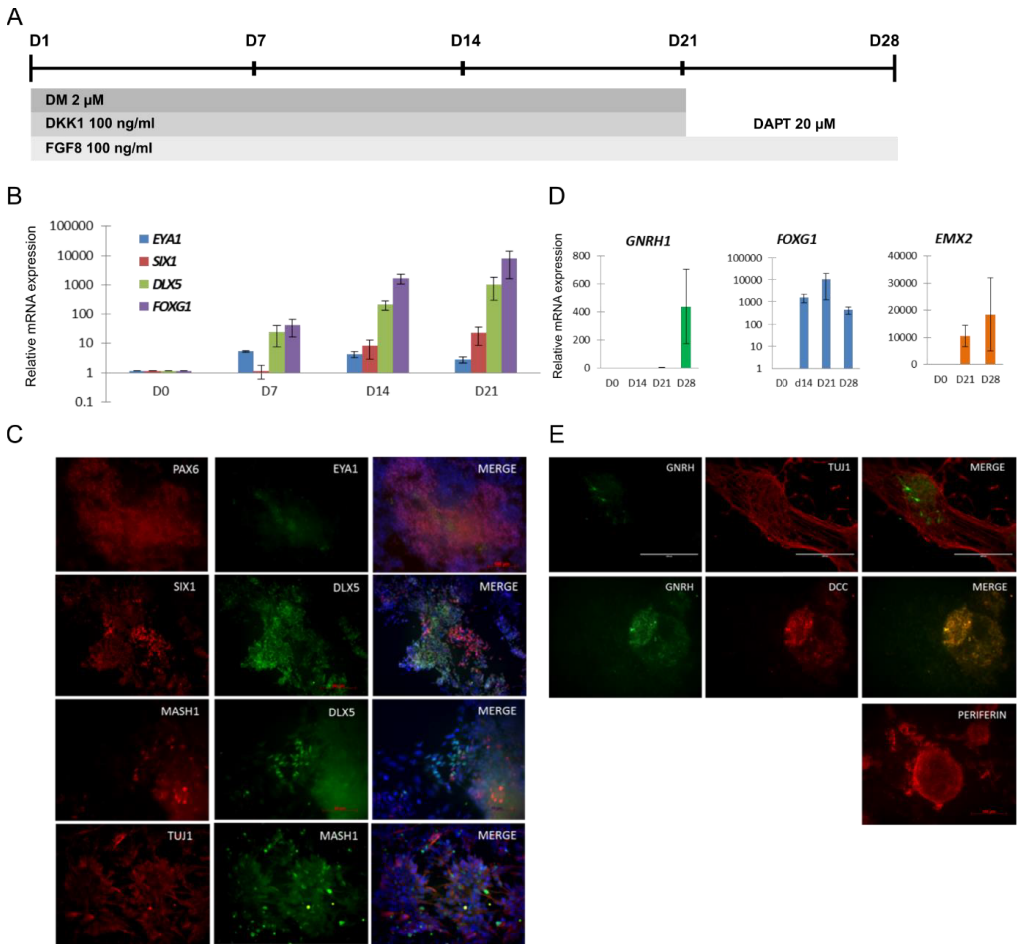 A
D1 D7 D14 D21 D28
DM 2 µM
DKK1 100 ng/ml
DAPT 20 µM
FGF8 100 ng/ml
B
Relative mRNA expression
100000
10000
1000
100
10
1
0.1
EYA1
SIX1
DLX5
FOXG1
D0 D7 D14 D21
D
Relative mRNA expression
GNRH1
800
600
400
200
0
D0 D14 D21 D28
FOXG1
100000
10000
1000
100
10
1
D0 d14 D21 D28
EMX2
40000
30000
20000
10000
0
D0 D21 D28
C
PAX6 EYA1 MERGE
SIX1 DLX5 MERGE
MASH1 DLX5 MERGE
TUJ1 MASH1 MERGE
E
GNRH TUJ1 MERGE
GNRH DCC MERGE
PERIFERIN